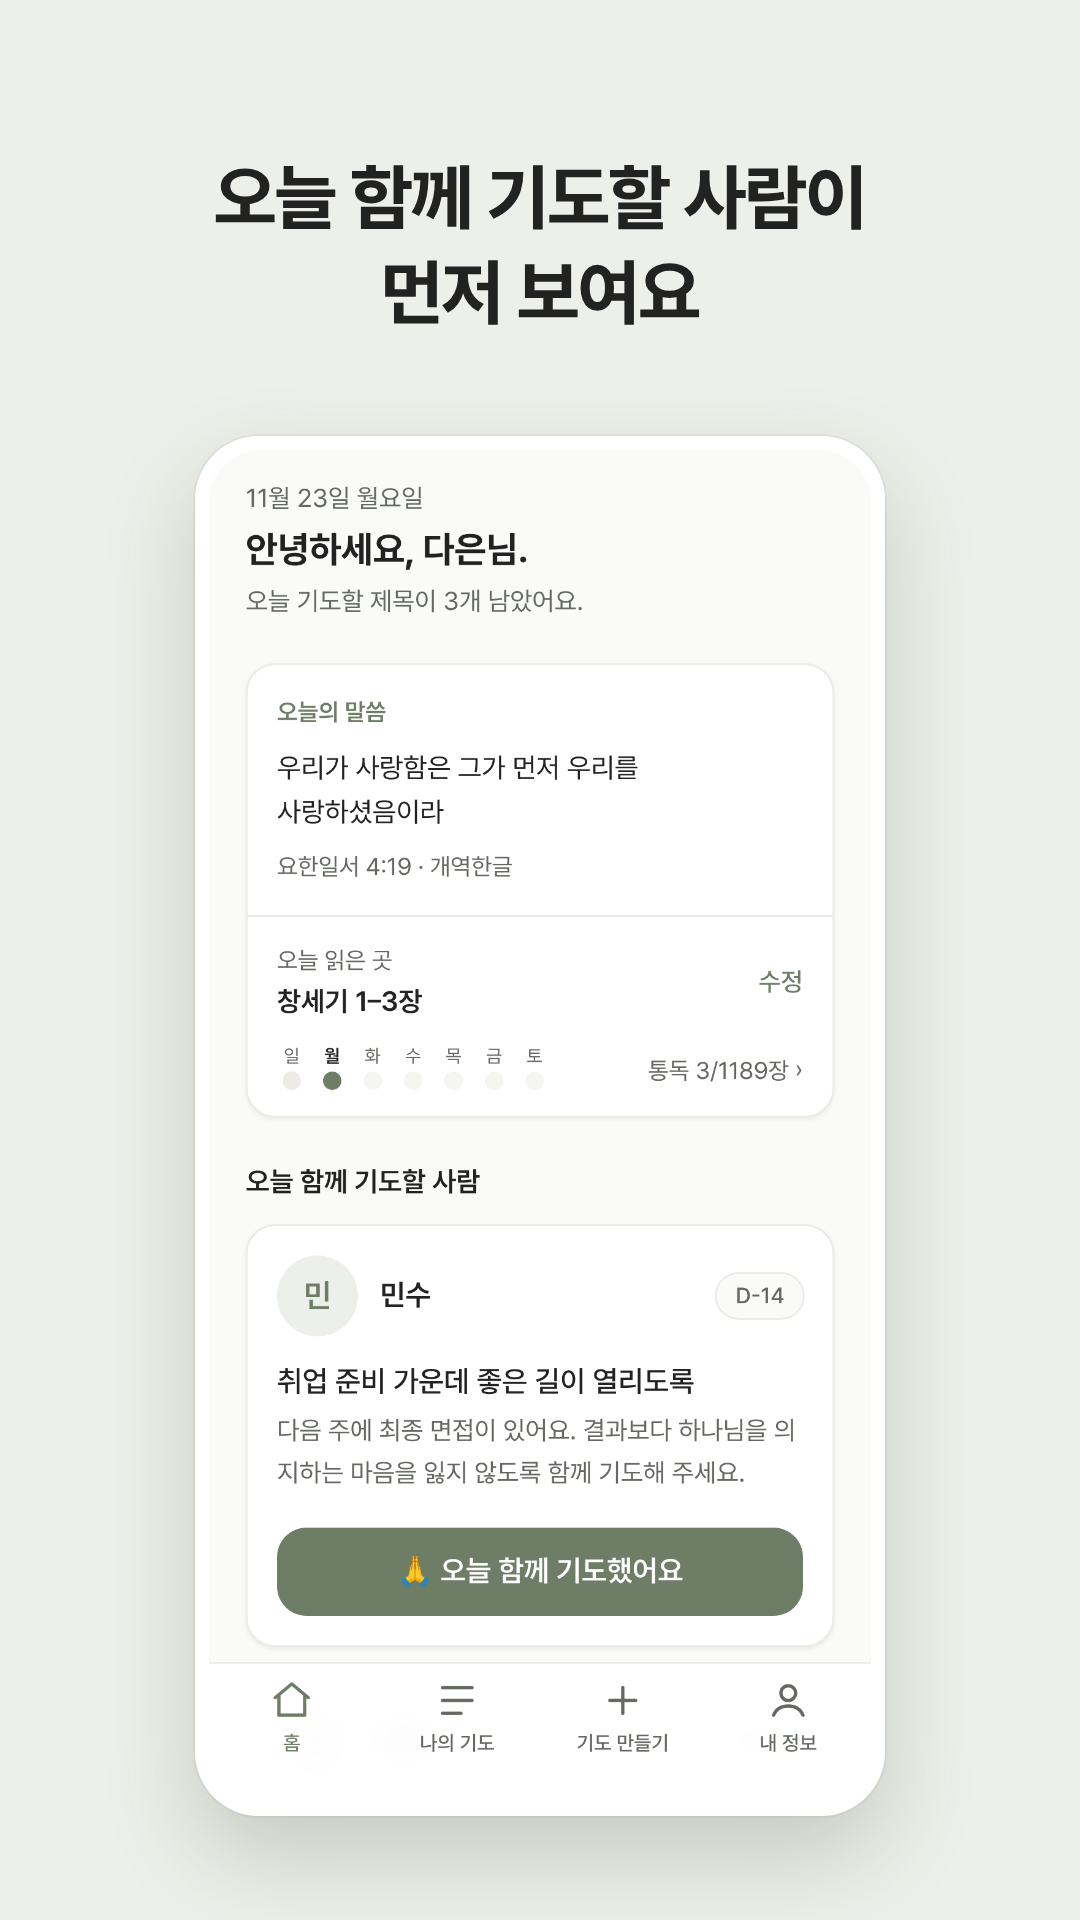 오늘 함께 기도할 사람이
먼저 보여요
11월 23일 월요일
안녕하세요, 다은님.
오늘 기도할 제목이 3개 남았어요.
오늘의 말씀
우리가 사랑함은 그가 먼저 우리를
사랑하셨음이라
요한일서 4:19 · 개역한글
오늘 읽은 곳
창세기 1–3장
수정
일 월 화 수 목 금 토
통독 3/1189장 ›
오늘 함께 기도할 사람
민 민수 D-14
취업 준비 가운데 좋은 길이 열리도록
다음 주에 최종 면접이 있어요. 결과보다 하나님을 의
지하는 마음을 잃지 않도록 함께 기도해 주세요.
🙏 오늘 함께 기도했어요
홈 나의 기도 기도 만들기 내 정보